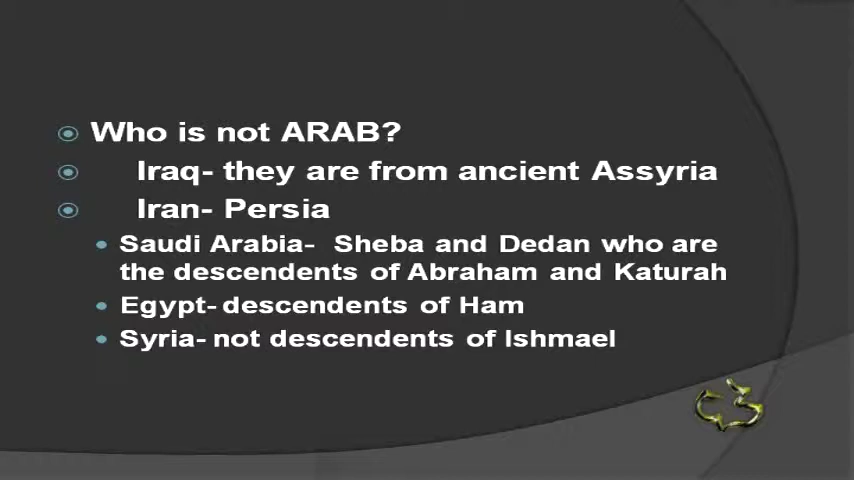 Who is not ARAB?
Iraq- they are from ancient Assyria
Iran- Persia
Saudi Arabia- Sheba and Dedan who are
the descendents of Abraham and Katurah
Egypt- descendents of Ham
Syria- not descendents of Ishmael